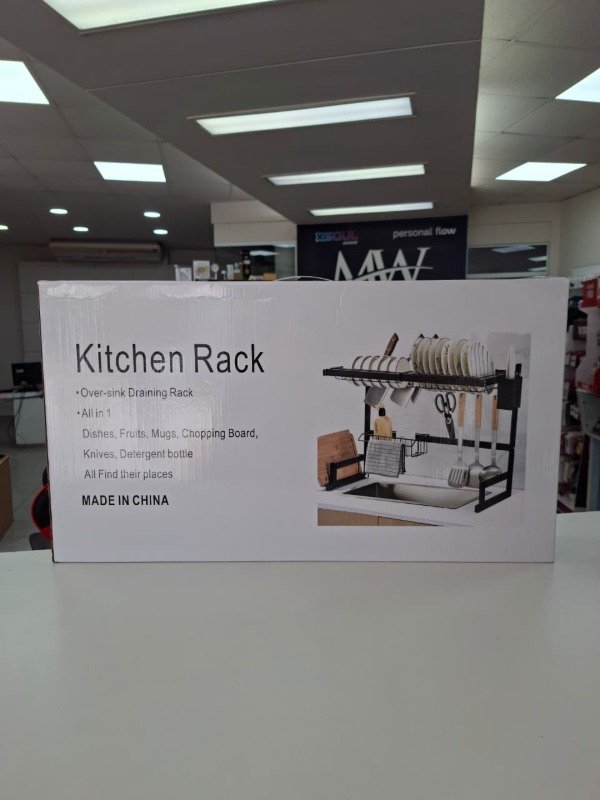 personal flow
MW
Kitchen Rack
•Over-sink Draining Rack
•All in 1
Dishes, Fruits, Mugs, Chopping Board,
Knives, Detergent bottle
All Find their places
MADE IN CHINA